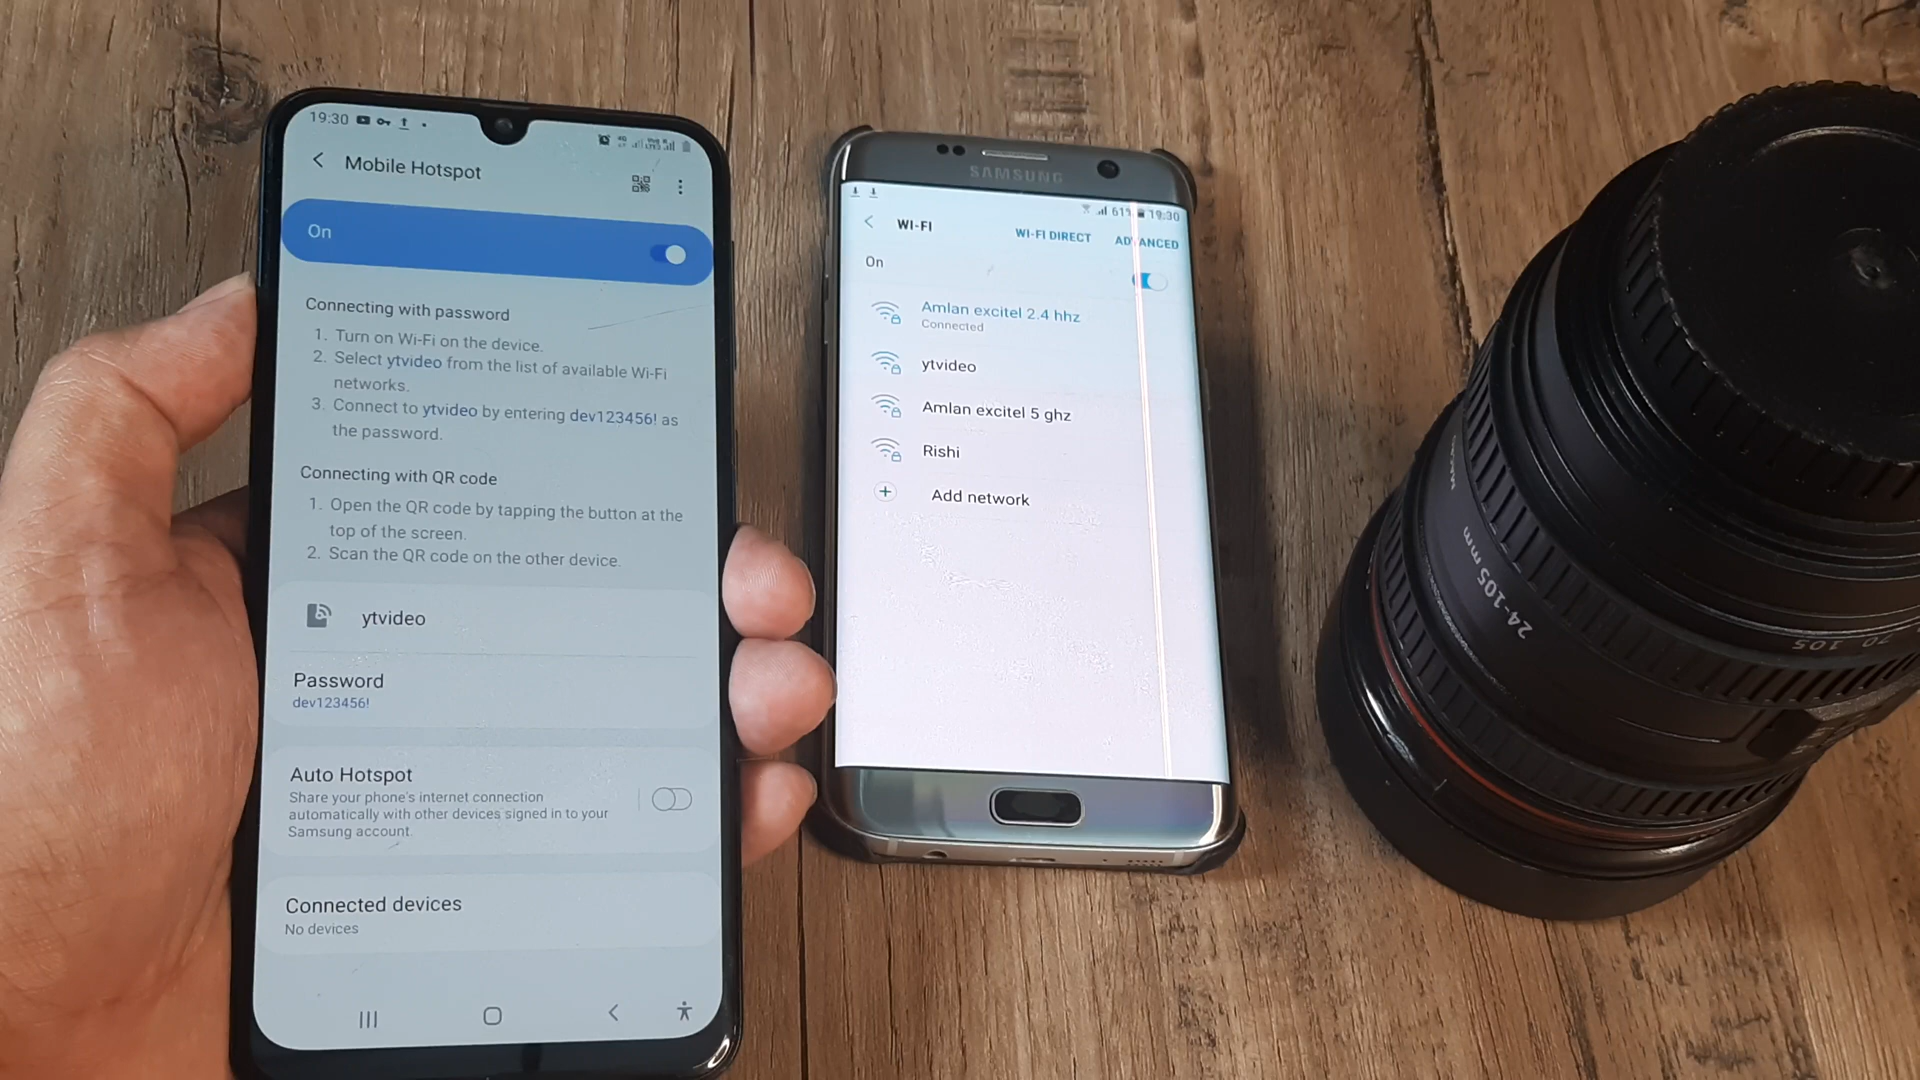 19:30
Mobile Hotspot
On
Connecting with password
1. Turn on Wi-Fi on the device.
2. Select ytvideo from the list of available Wi-Fi
networks.
3. Connect to ytvideo by entering dev123456! as
the password.
Connecting with QR code
1. Open the QR code by tapping the button at the
top of the screen.
2. Scan the QR code on the other device.
ytvideo
Password
dev123456!
Auto Hotspot
Share your phone's internet connection
automatically with other devices signed in to your
Samsung account.
Connected devices
No devices
SAMSUNG
61% 19:30
WI-FI
WI-FI DIRECT
ADVANCED
On
Amlan excitel 2.4 hhz
Connected
ytvideo
Amlan excitel 5 ghz
Rishi
Add network
24-105 mm
70 105